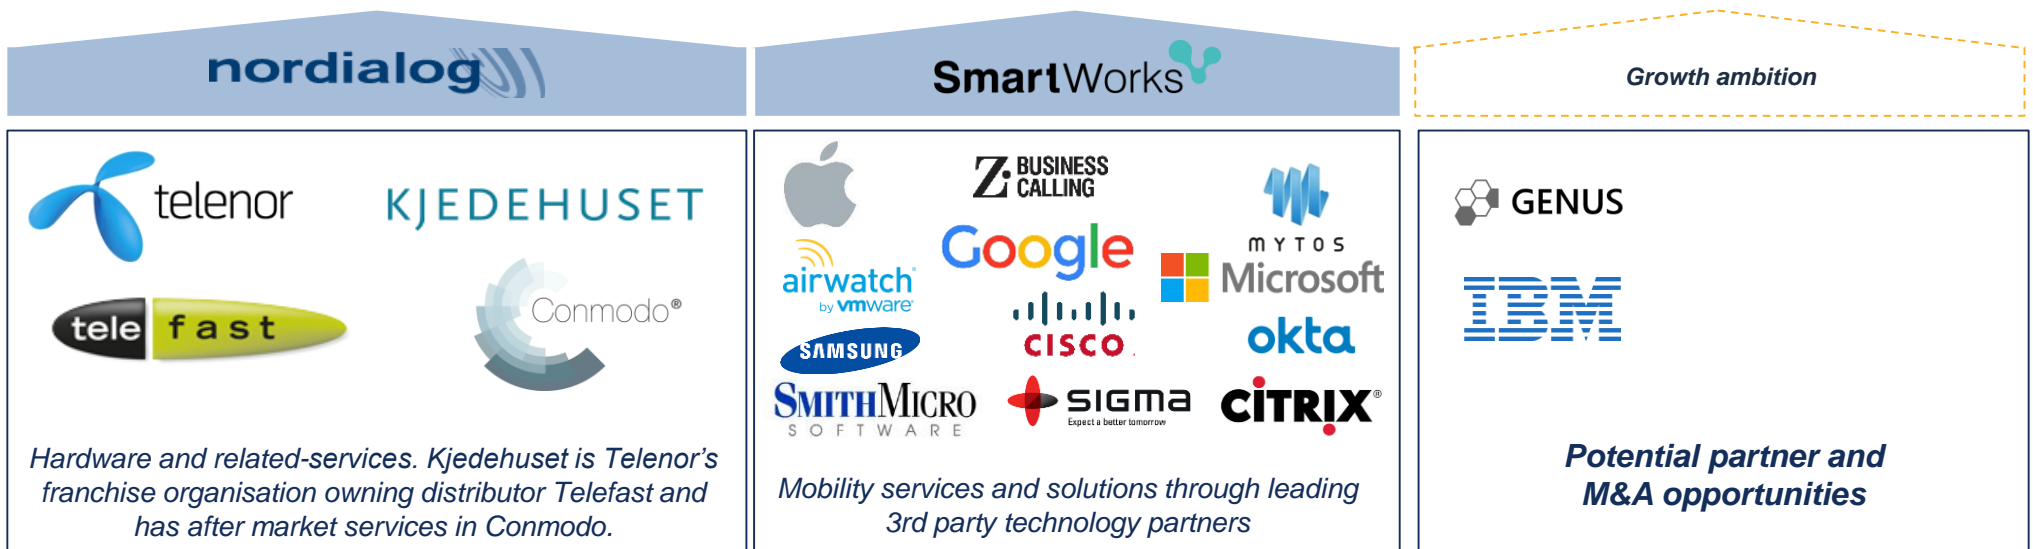 nordialog
telenor
KJEDEHUSET
tele fast
Conmodo®
Hardware and related-services. Kjedehuset is Telenor’s
franchise organisation owning distributor Telefast and
has after market services in Conmodo.
SmartWorks
Z BUSINESS
CALLING
MYTOS
airwatch®
by vmware®
Google
Microsoft
SAMSUNG
CISCO.
okta
SMITHMICRO
SOFTWARE
SIGMA
Expect a better tomorrow
CITRIX®
Mobility services and solutions through leading
3rd party technology partners
Growth ambition
GENUS
IBM
Potential partner and
M&A opportunities